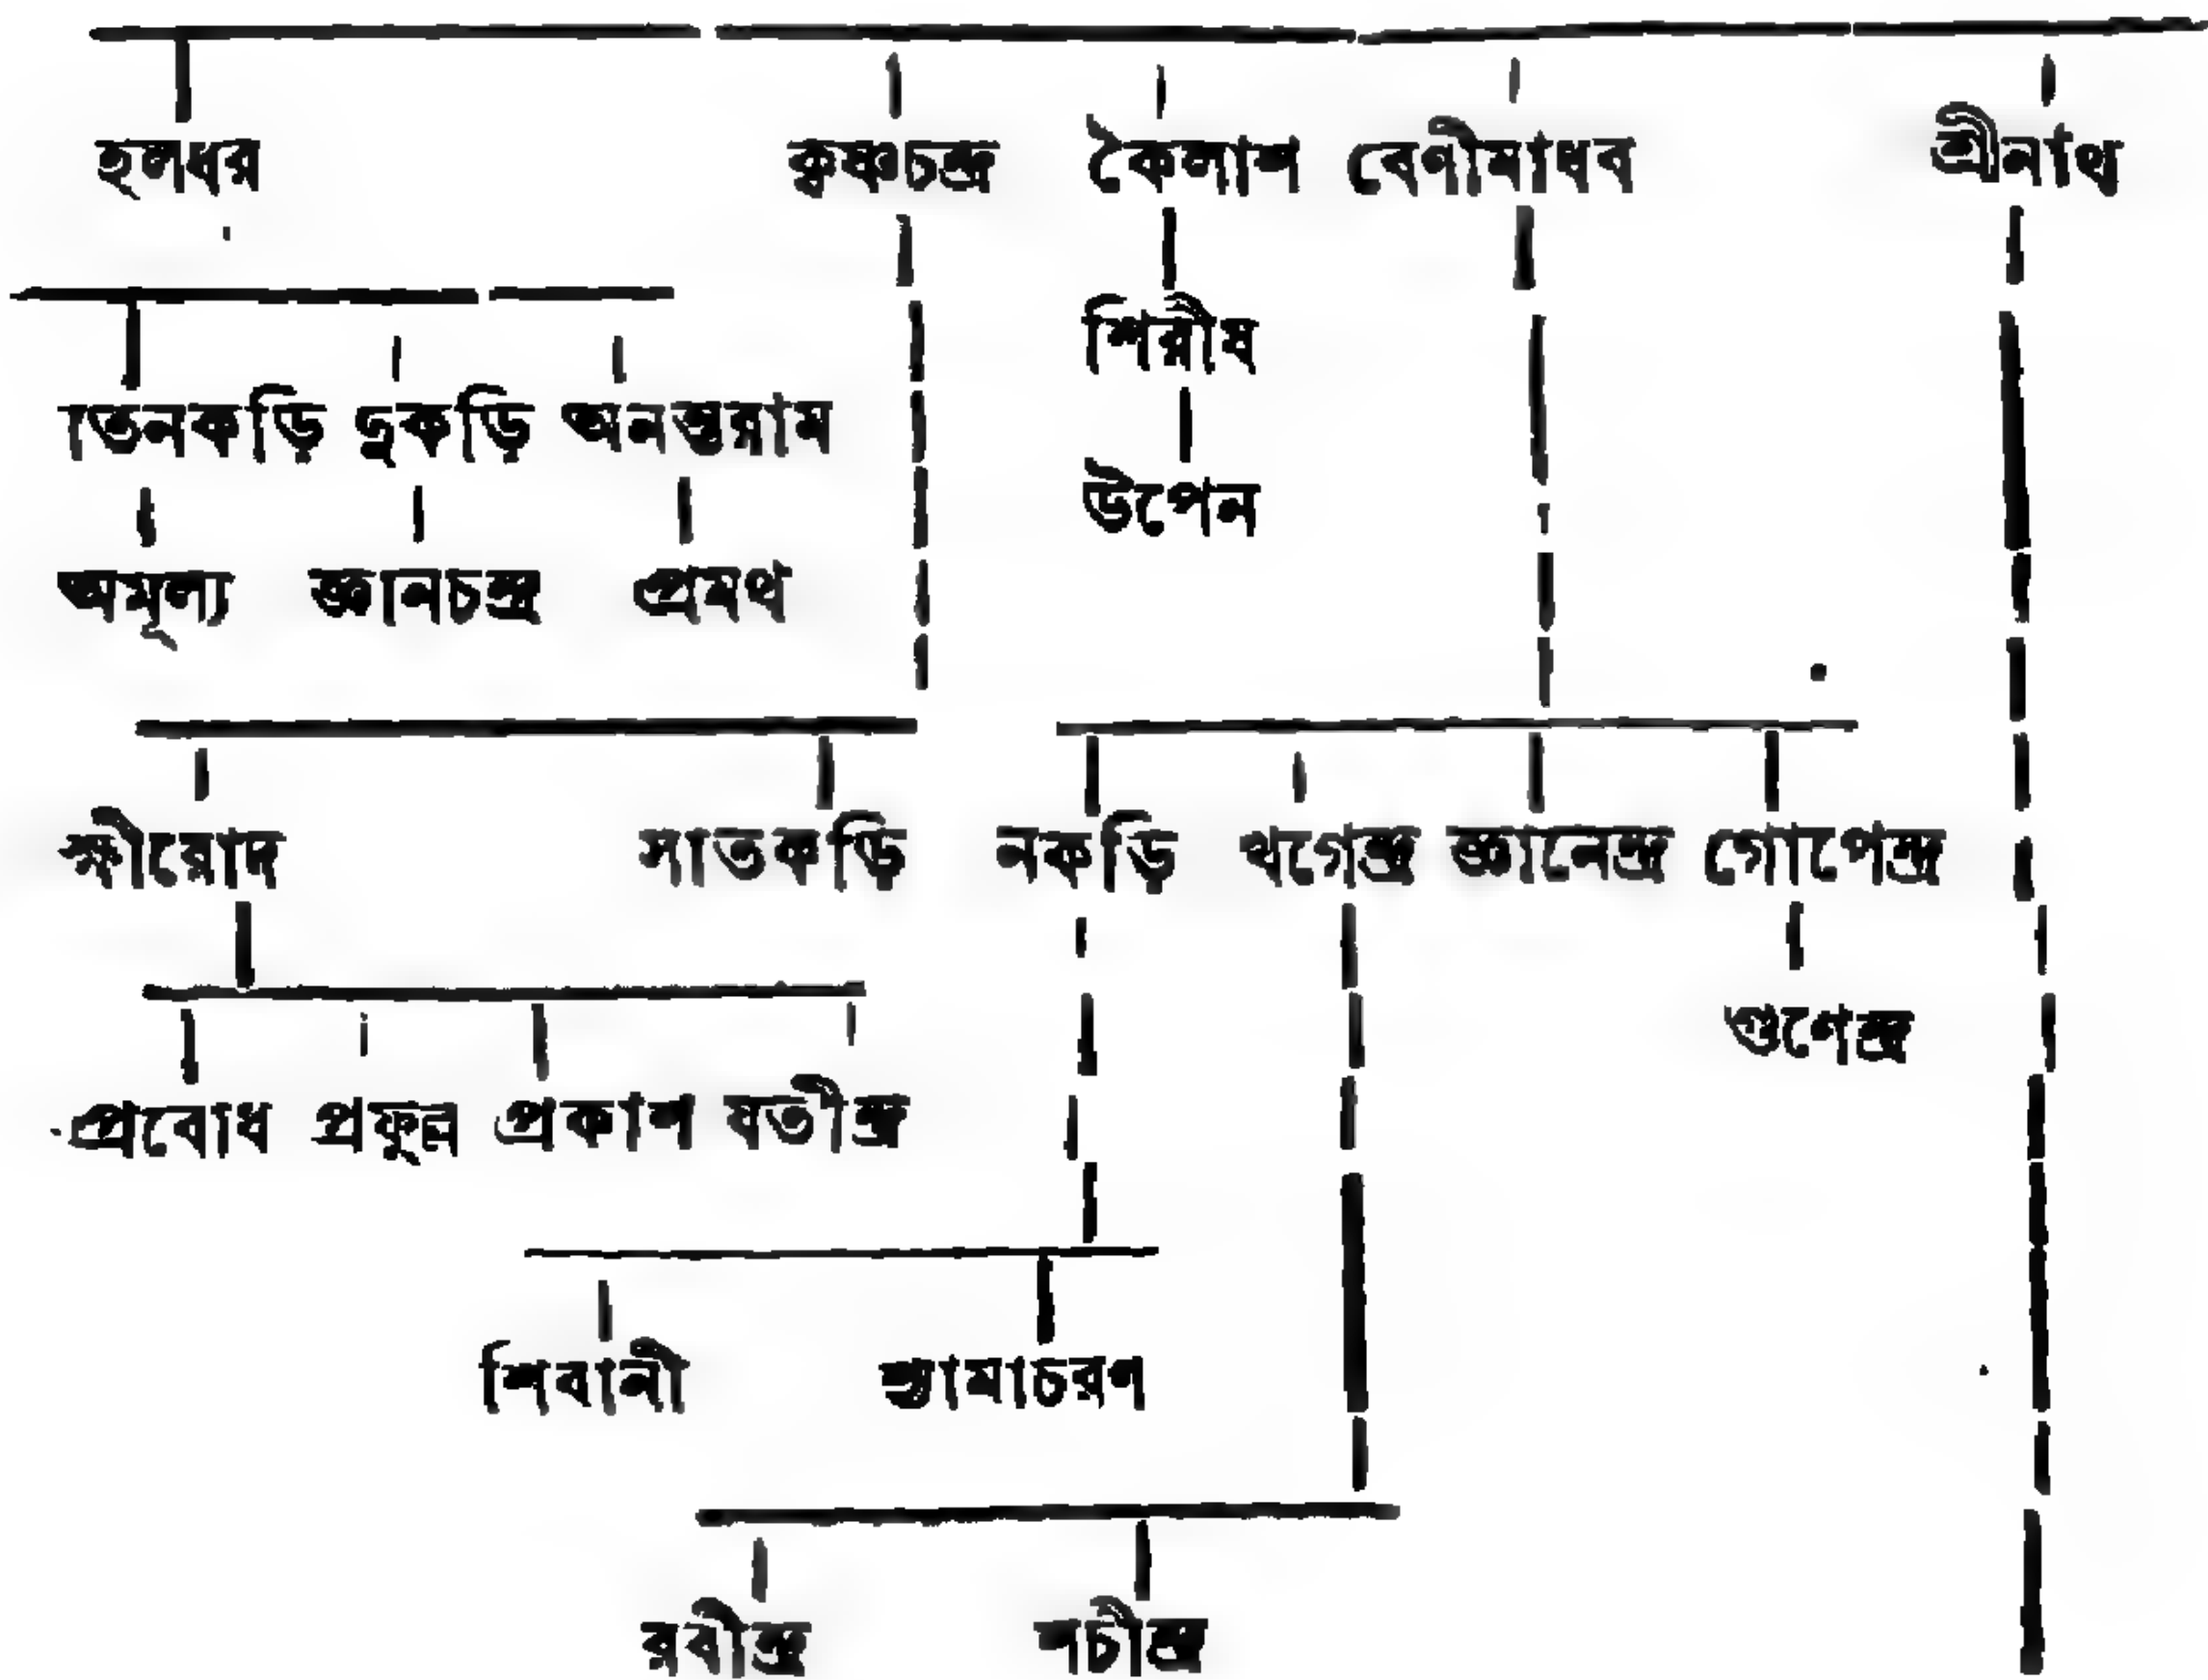 হলধর কৃষ্ণচন্দ্র কৈলাশ বেণীমাধব শ্রীনাথ
শিরীষ
তিনকড়ি দুকড়ি অনন্তরাম
উপেন
অমূল্য জ্ঞানচন্দ্র প্রমথ
ক্ষীরোদ সাতকড়ি নকড়ি খগেন্দ্র জ্ঞানেন্দ্র গোপেন্দ্র
গুণেন্দ্র
প্রবোধ প্রফুল্ল প্রকাশ যতীন্দ্র
শিবানী শ্যামাচরণ
রবীন্দ্র শচীন্দ্র